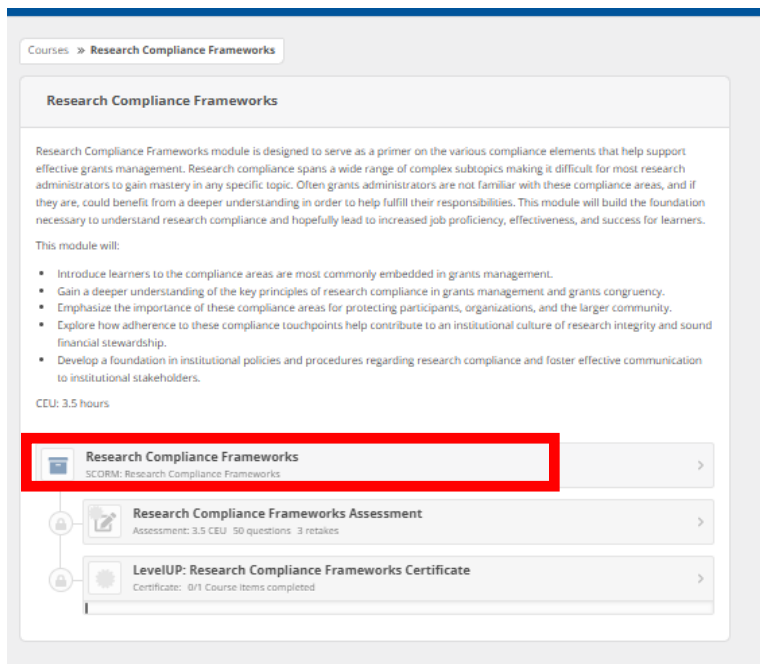 Courses » Research Compliance Frameworks
Research Compliance Frameworks
Research Compliance Frameworks module is designed to serve as a primer on the various compliance elements that help support
effective grants management. Research compliance spans a wide range of complex subtopics making it difficult for most research
administrators to gain mastery in any specific topic. Often grants administrators are not familiar with these compliance areas, and if
they are, could benefit from a deeper understanding in order to help fulfill their responsibilities. This module will build the foundation
necessary to understand research compliance and hopefully lead to increased job proficiency, effectiveness, and success for learners.
This module will:
▪ Introduce learners to the compliance areas are most commonly embedded in grants management.
▪ Gain a deeper understanding of the key principles of research compliance in grants management and grants congruency.
▪ Emphasize the importance of these compliance areas for protecting participants, organizations, and the larger community.
▪ Explore how adherence to these compliance touchpoints help contribute to an institutional culture of research integrity and sound
financial stewardship.
▪ Develop a foundation in institutional policies and procedures regarding research compliance and foster effective communication
to institutional stakeholders.
CEU: 3.5 hours
Research Compliance Frameworks
SCORM: Research Compliance Frameworks
Research Compliance Frameworks Assessment
Assessment: 3.5 CEU 50 questions 3 retakes
LevelUP: Research Compliance Frameworks Certificate
Certificate: 0/1 Course items completed